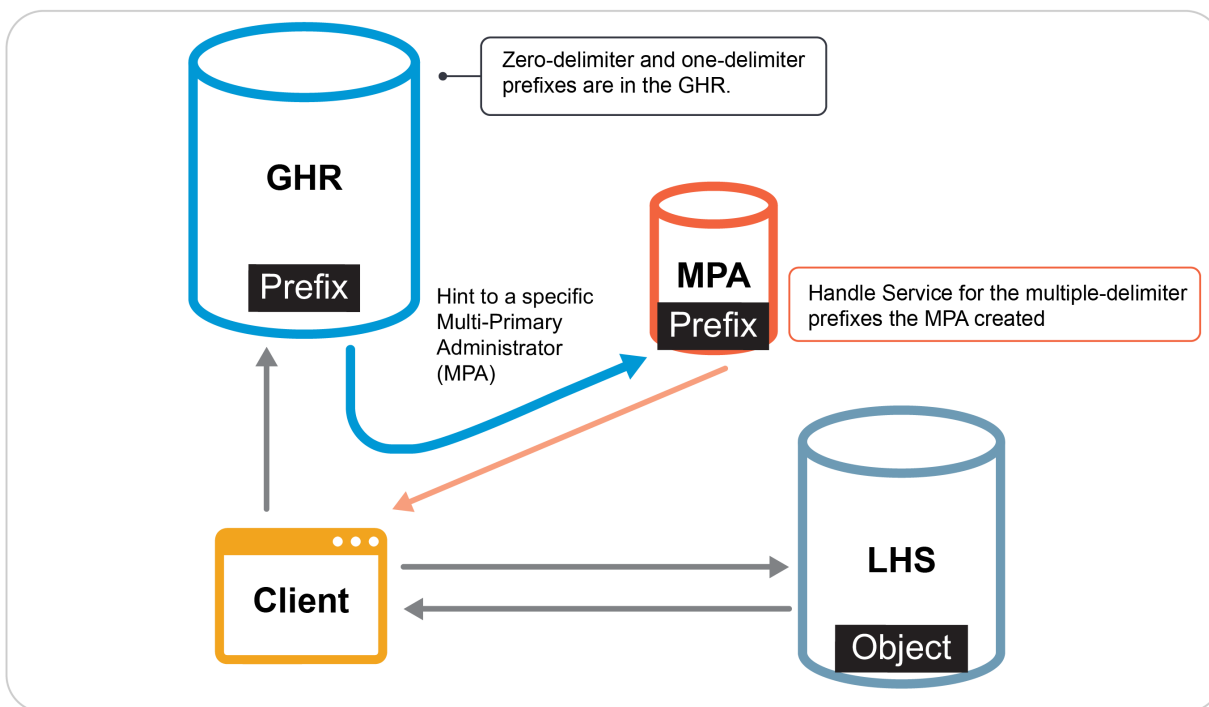 Zero-delimiter and one-delimiter
prefixes are in the GHR.
GHR
Prefix
Hint to a specific
Multi-Primary
Administrator
(MPA)
MPA
Prefix
Handle Service for the multiple-delimiter
prefixes the MPA created
Client
LHS
Object